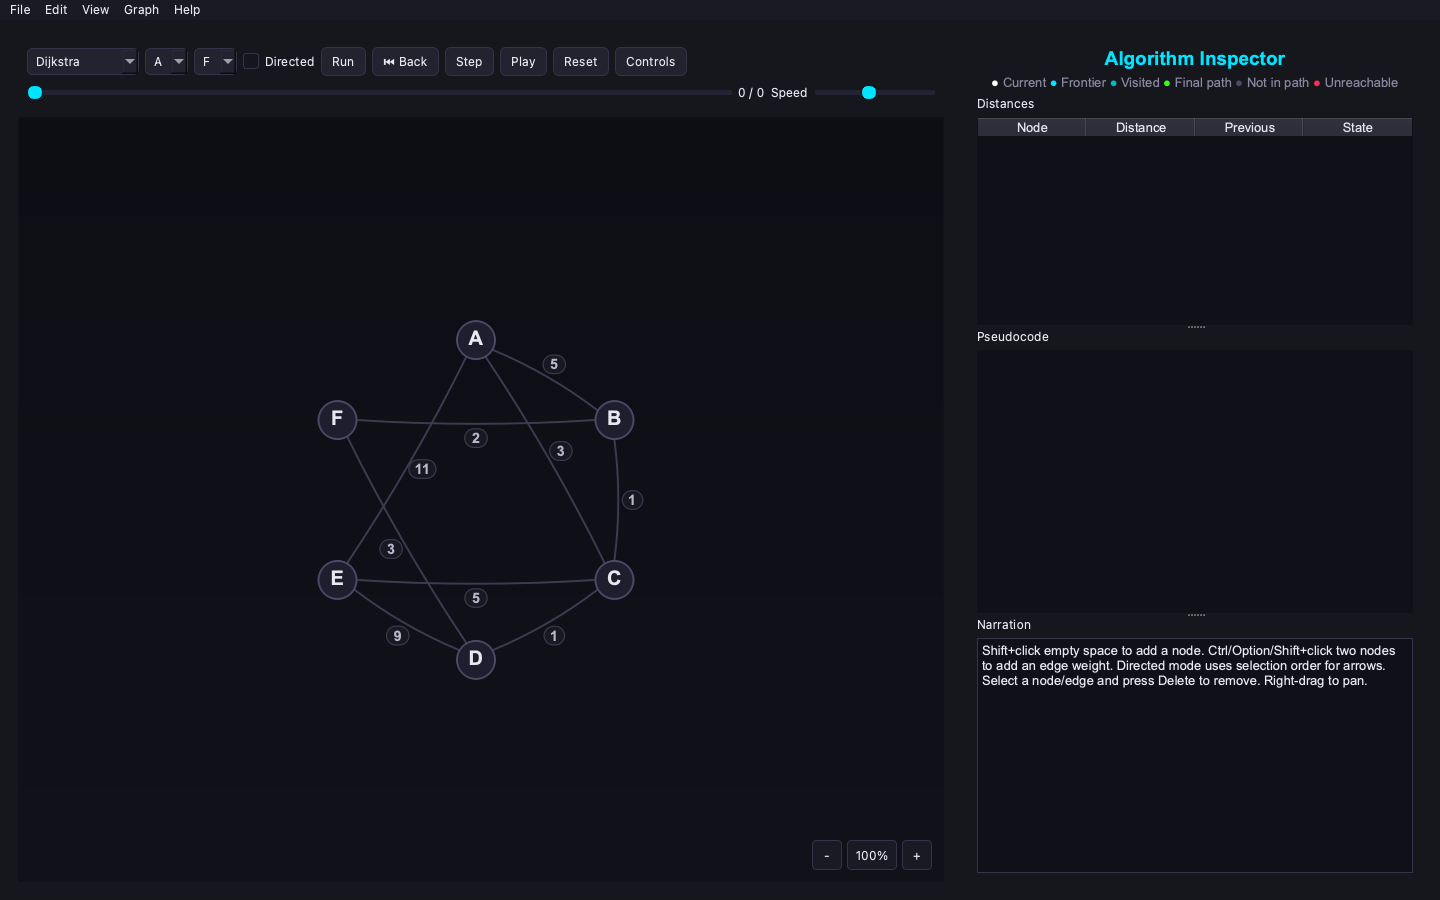 File Edit View Graph Help
Dijkstra A F Directed Run ⏮ Back Step Play Reset Controls
0 / 0 Speed
A
5
F
B
2
3
11
1
3
E
C
5
9
1
D
- 100% +
Algorithm Inspector
● Current ● Frontier ● Visited ● Final path ● Not in path ● Unreachable
Distances
Node Distance Previous State
Pseudocode
Narration
Shift+click empty space to add a node. Ctrl/Option/Shift+click two nodes
to add an edge weight. Directed mode uses selection order for arrows.
Select a node/edge and press Delete to remove. Right-drag to pan.